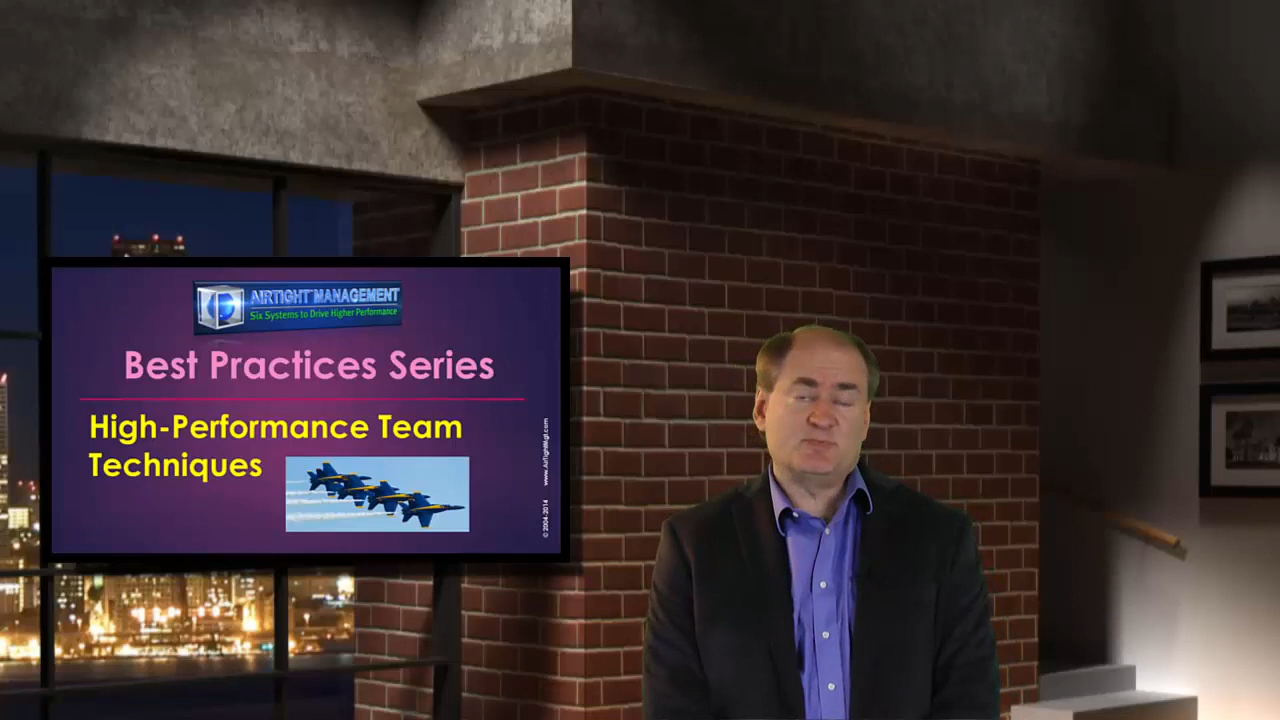 AIRTIGHT MANAGEMENT
Six Systems to Drive Higher Performance
Best Practices Series
High-Performance Team
Techniques
© 2004-2014 www.AirTightMgt.com